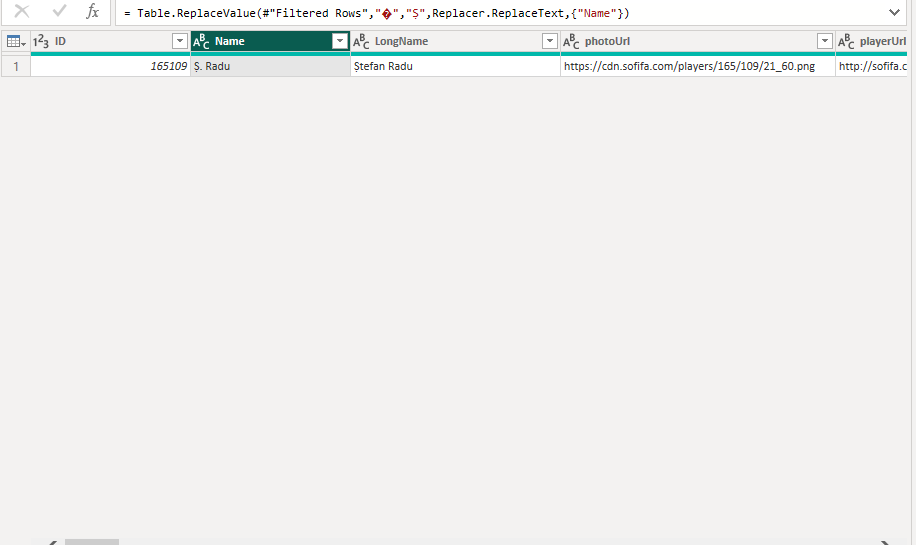 fx = Table.ReplaceValue(#"Filtered Rows","�","Ș",Replacer.ReplaceText,{"Name"})
123 ID ABC Name ABC LongName ABC photoUrl ABC playerUrl
1 165109 Ș. Radu Ștefan Radu https://cdn.sofifa.com/players/165/109/21_60.png http://sofifa.c